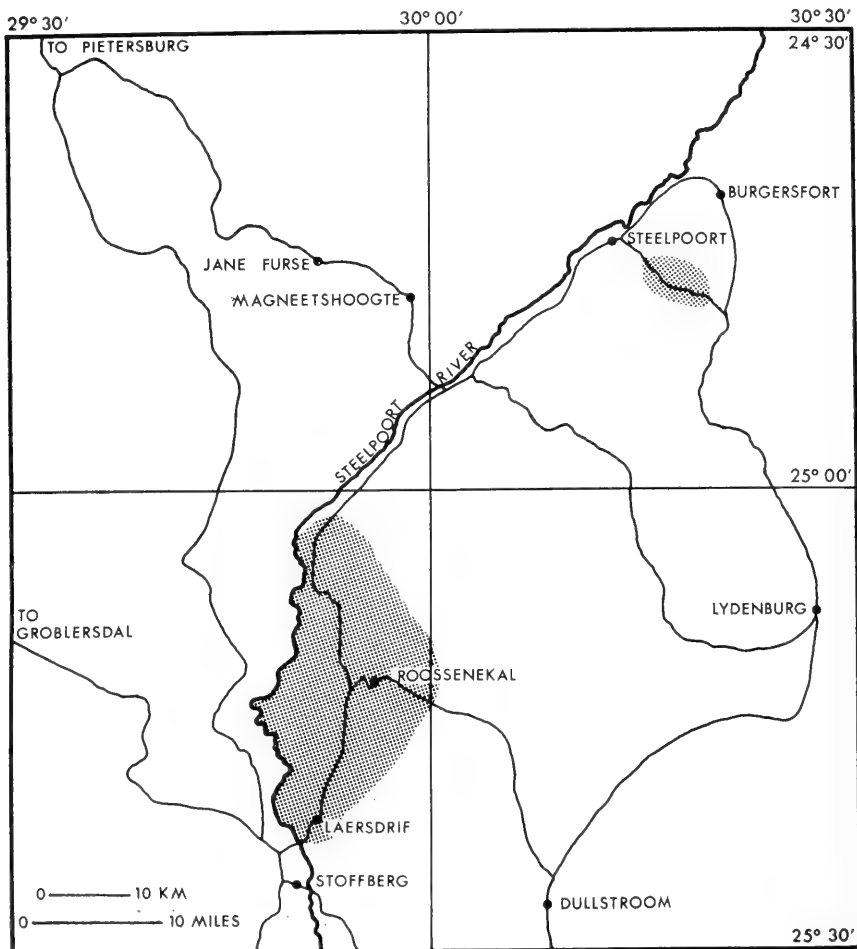 29° 30'
30° 00'
30° 30'
24° 30'
TO PIETERSBURG
BURGERSFORT
STEELPOORT
JANE FURSE
MAGNEETSHOOGTE
STEELPOORT RIVER
25° 00'
TO
GROBLERSDAL
LYDENBURG
ROOSSENEKAL
LAERSDRIF
STOFFBERG
0 10 KM
0 10 MILES
DULLSTROOM
25° 30'